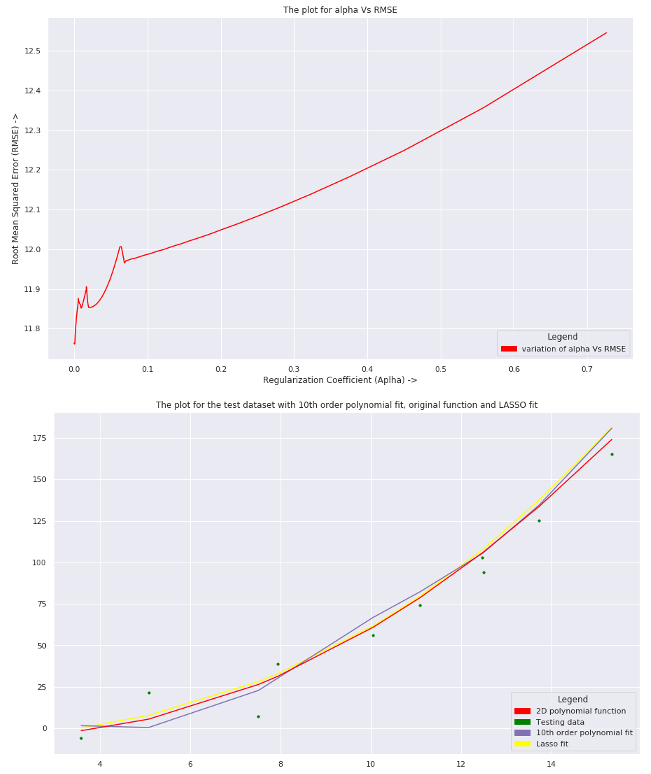 The plot for alpha Vs RMSE
Root Mean Squared Error (RMSE) ->
12.5
12.4
12.3
12.2
12.1
12.0
11.9
11.8
0.0 0.1 0.2 0.3 0.4 0.5 0.6 0.7
Regularization Coefficient (Aplha) ->
Legend
variation of alpha Vs RMSE
The plot for the test dataset with 10th order polynomial fit, original function and LASSO fit
175
150
125
100
75
50
25
0
4 6 8 10 12 14
Legend
2D polynomial function
Testing data
10th order polynomial fit
Lasso fit